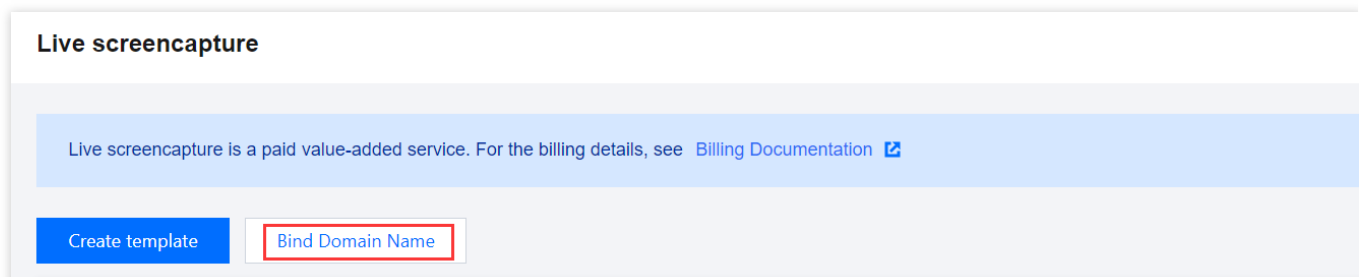 Live screencapture
Live screencapture is a paid value-added service. For the billing details, see Billing Documentation
Create template Bind Domain Name